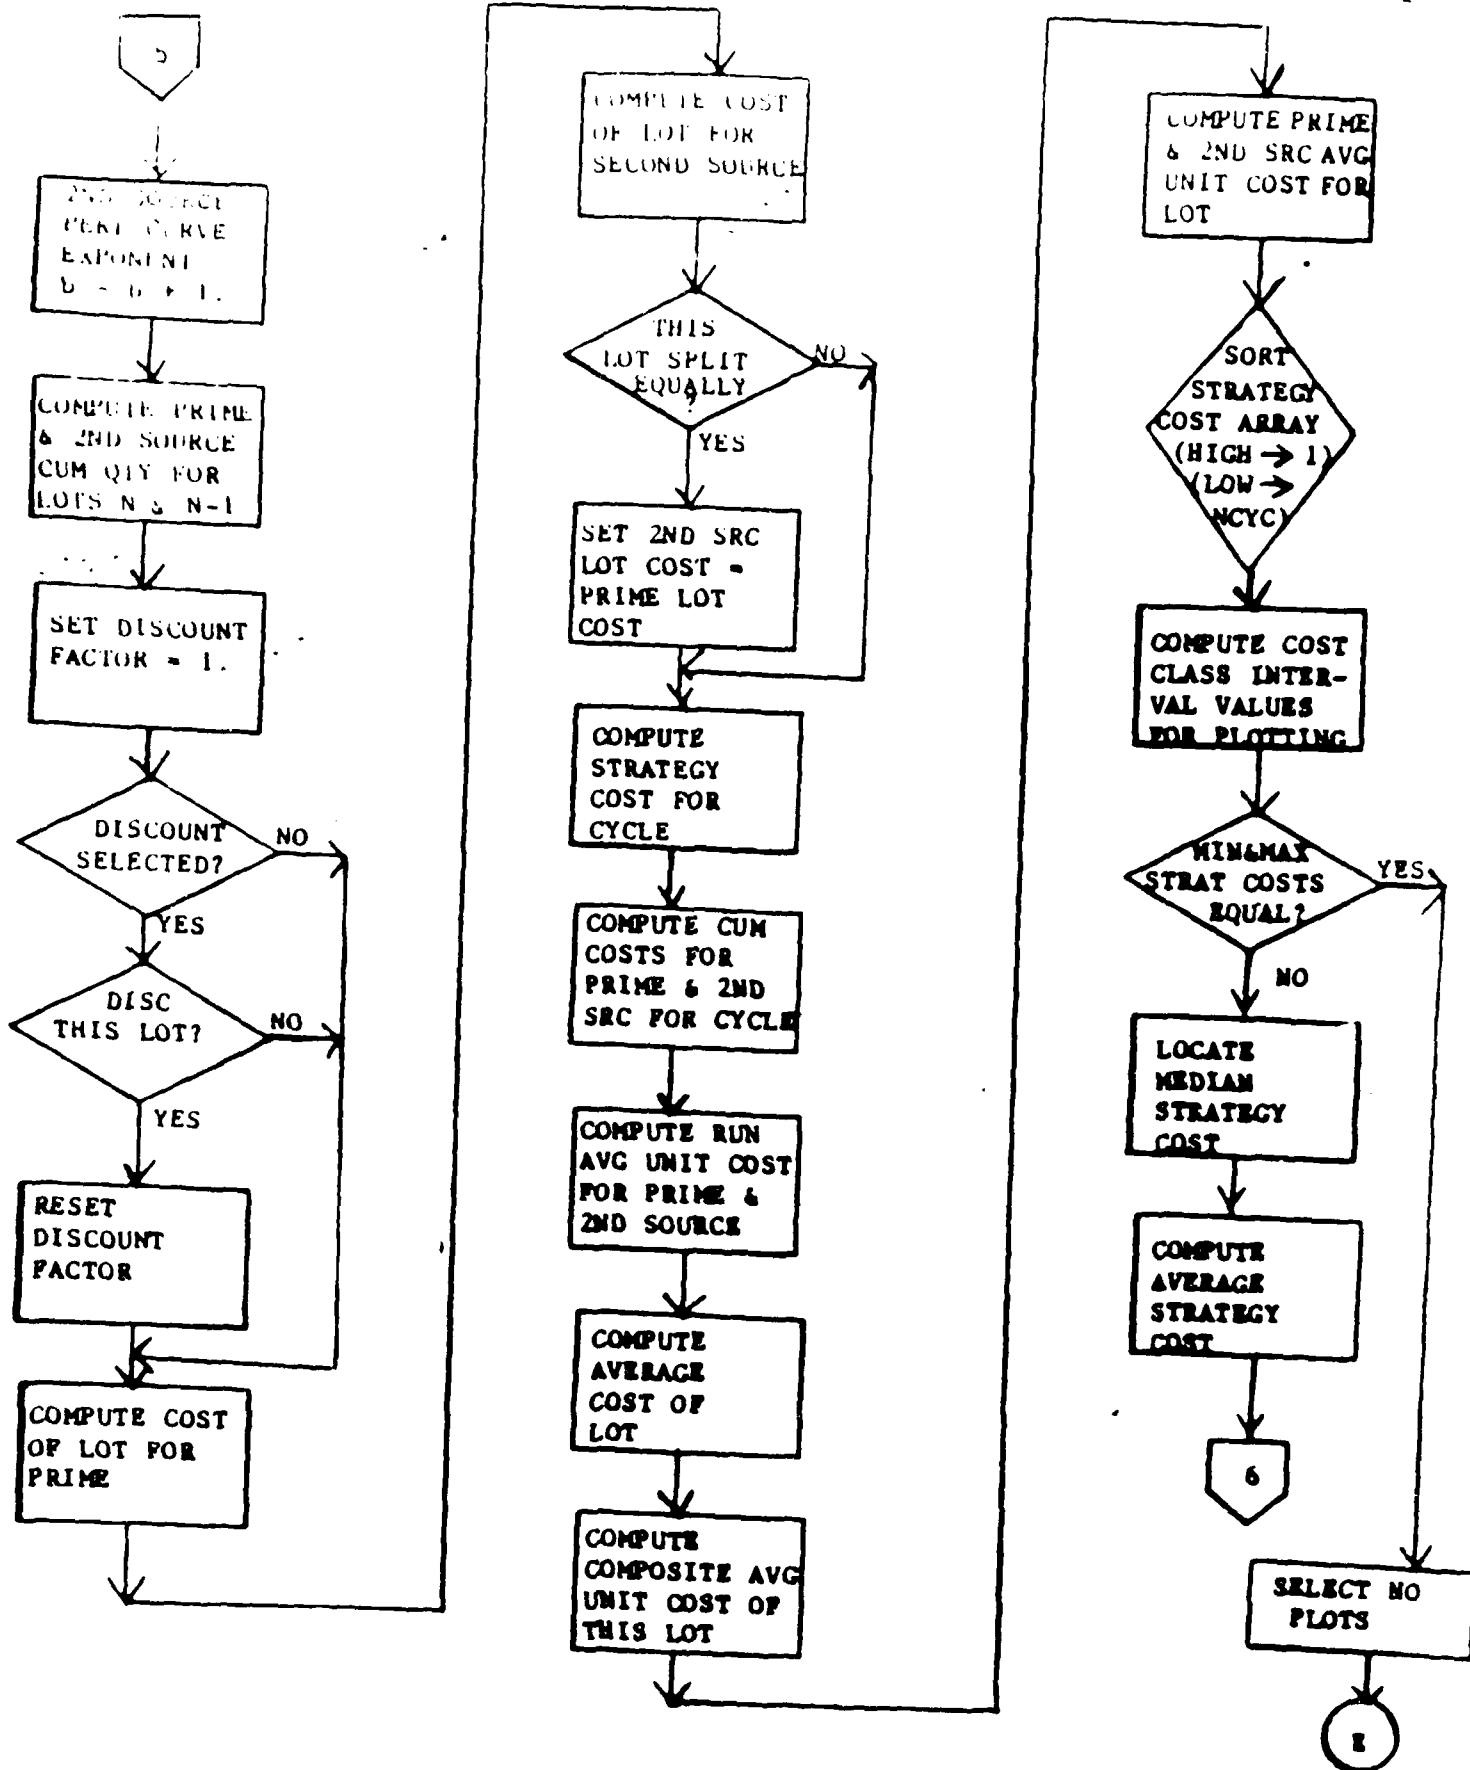 5
2ND SOURCE
PERF CURVE
EXPONENT
B = B + 1.
COMPUTE PRIME
& 2ND SOURCE
CUM QTY FOR
LOTS N & N-1
SET DISCOUNT
FACTOR = 1.
DISCOUNT
SELECTED?
NO
YES
DISC
THIS LOT?
NO
YES
RESET
DISCOUNT
FACTOR
COMPUTE COST
OF LOT FOR
PRIME
COMPUTE COST
OF LOT FOR
SECOND SOURCE
THIS
LOT SPLIT
EQUALLY
?
NO
YES
SET 2ND SRC
LOT COST =
PRIME LOT
COST
COMPUTE
STRATEGY
COST FOR
CYCLE
COMPUTE CUM
COSTS FOR
PRIME & 2ND
SRC FOR CYCLE
COMPUTE RUN
AVG UNIT COST
FOR PRIME &
2ND SOURCE
COMPUTE
AVERAGE
COST OF
LOT
COMPUTE
COMPOSITE AVG
UNIT COST OF
THIS LOT
COMPUTE PRIME
& 2ND SRC AVG
UNIT COST FOR
LOT
SORT
STRATEGY
COST ARRAY
(HIGH → 1)
(LOW →
NCYC)
COMPUTE COST
CLASS INTER-
VAL VALUES
FOR PLOTTING
MIN&MAX
STRAT COSTS
EQUAL?
YES
NO
LOCATE
MEDIAN
STRATEGY
COST
COMPUTE
AVERAGE
STRATEGY
COST
6
SELECT NO
PLOTS